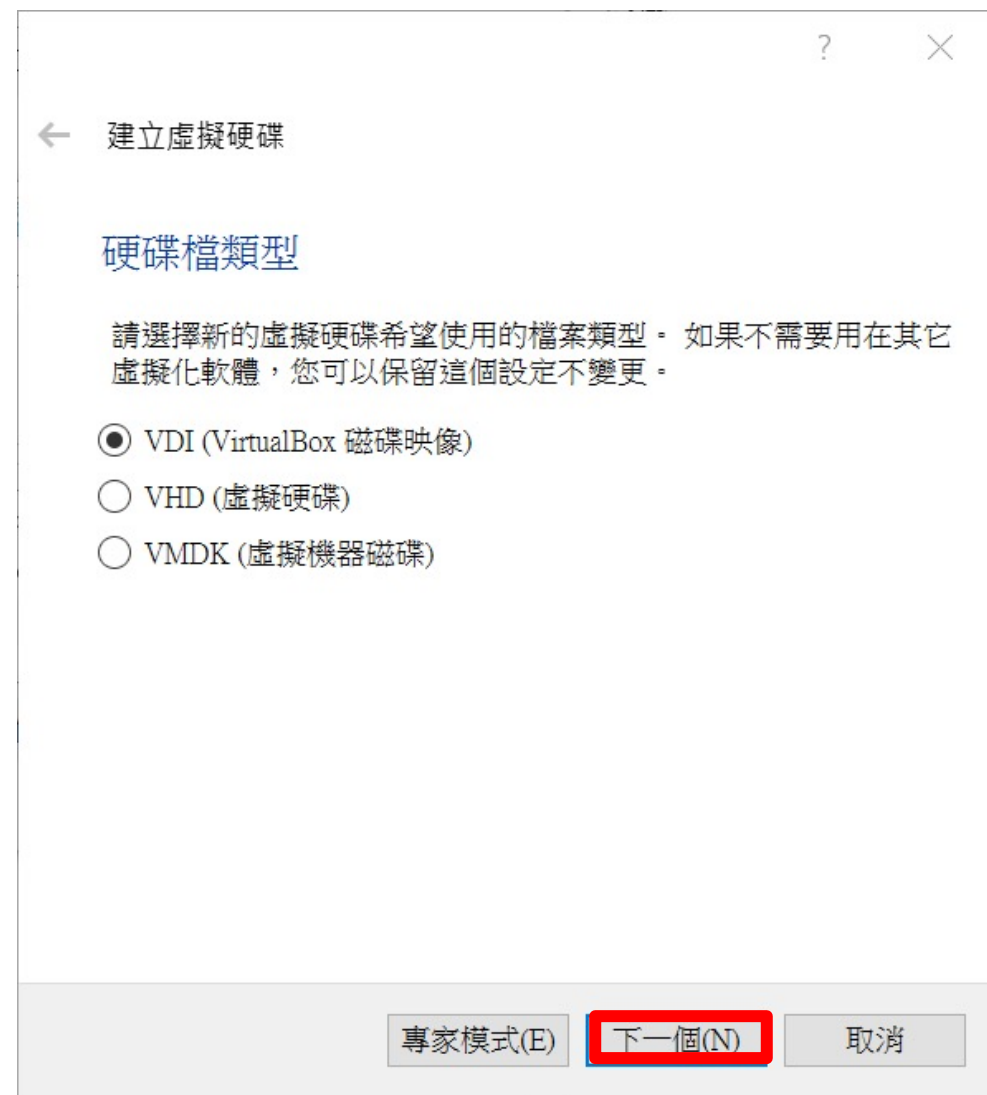 ?
建立虛擬硬碟
硬碟檔類型
請選擇新的虛擬硬碟希望使用的檔案類型。 如果不需要用在其它
虛擬化軟體，您可以保留這個設定不變更。
VDI (VirtualBox 磁碟映像)
VHD (虛擬硬碟)
VMDK (虛擬機器磁碟)
專家模式(E) 下一個(N) 取消